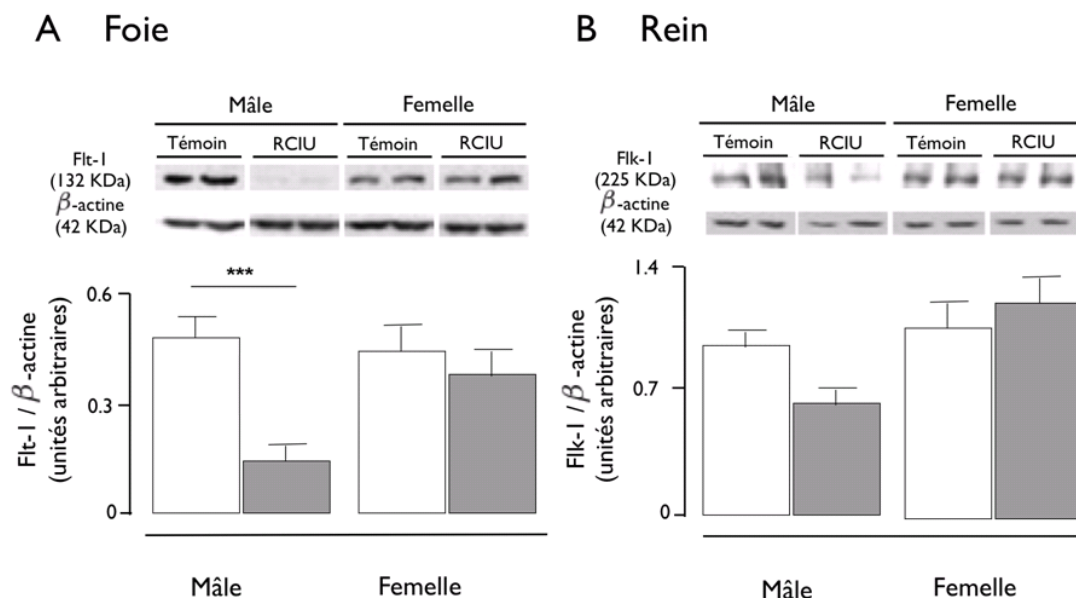 A Foie
Mâle Femelle
Témoin RCIU Témoin RCIU
Flt-1
(132 KDa)
β-actine
(42 KDa)
***
0.6
0.3
0
Flt-1 / β-actine
(unités arbitraires)
Mâle Femelle
B Rein
Mâle Femelle
Témoin RCIU Témoin RCIU
Flk-1
(225 KDa)
β-actine
(42 KDa)
1.4
0.7
0
Flk-1 / β-actine
(unités arbitraires)
Mâle Femelle